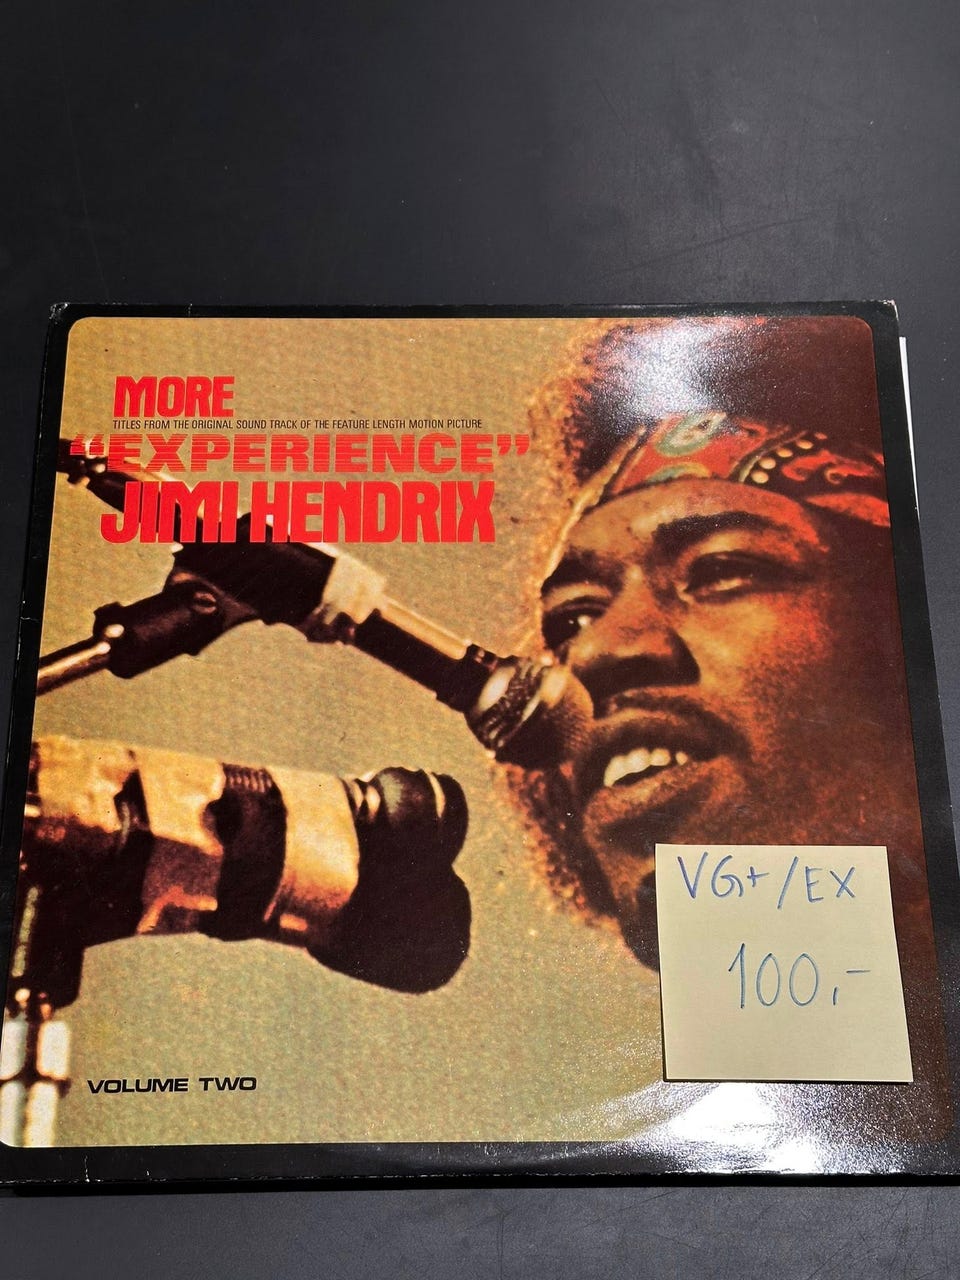 MORE
TITLES FROM THE ORIGINAL SOUND TRACK OF THE FEATURE LENGTH MOTION PICTURE
“EXPERIENCE”
JIMI HENDRIX
VG+/EX
100,-
VOLUME TWO